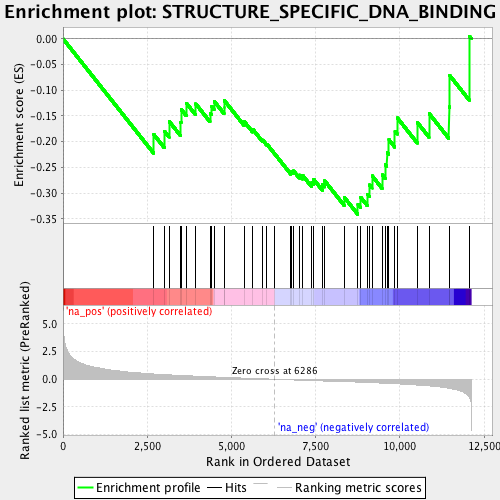 Enrichment plot: STRUCTURE_SPECIFIC_DNA_BINDING
Enrichment score (ES)
0.00
-0.05
-0.10
-0.15
-0.20
-0.25
-0.30
-0.35
'na_pos' (positively correlated)
Ranked list metric (PreRanked)
5.0
2.5
0.0
-2.5
-5.0
Zero cross at 6286
'na_neg' (negatively correlated)
0
2,500
5,000
7,500
10,000
12,500
Rank in Ordered Dataset
Enrichment profile
Hits
Ranking metric scores